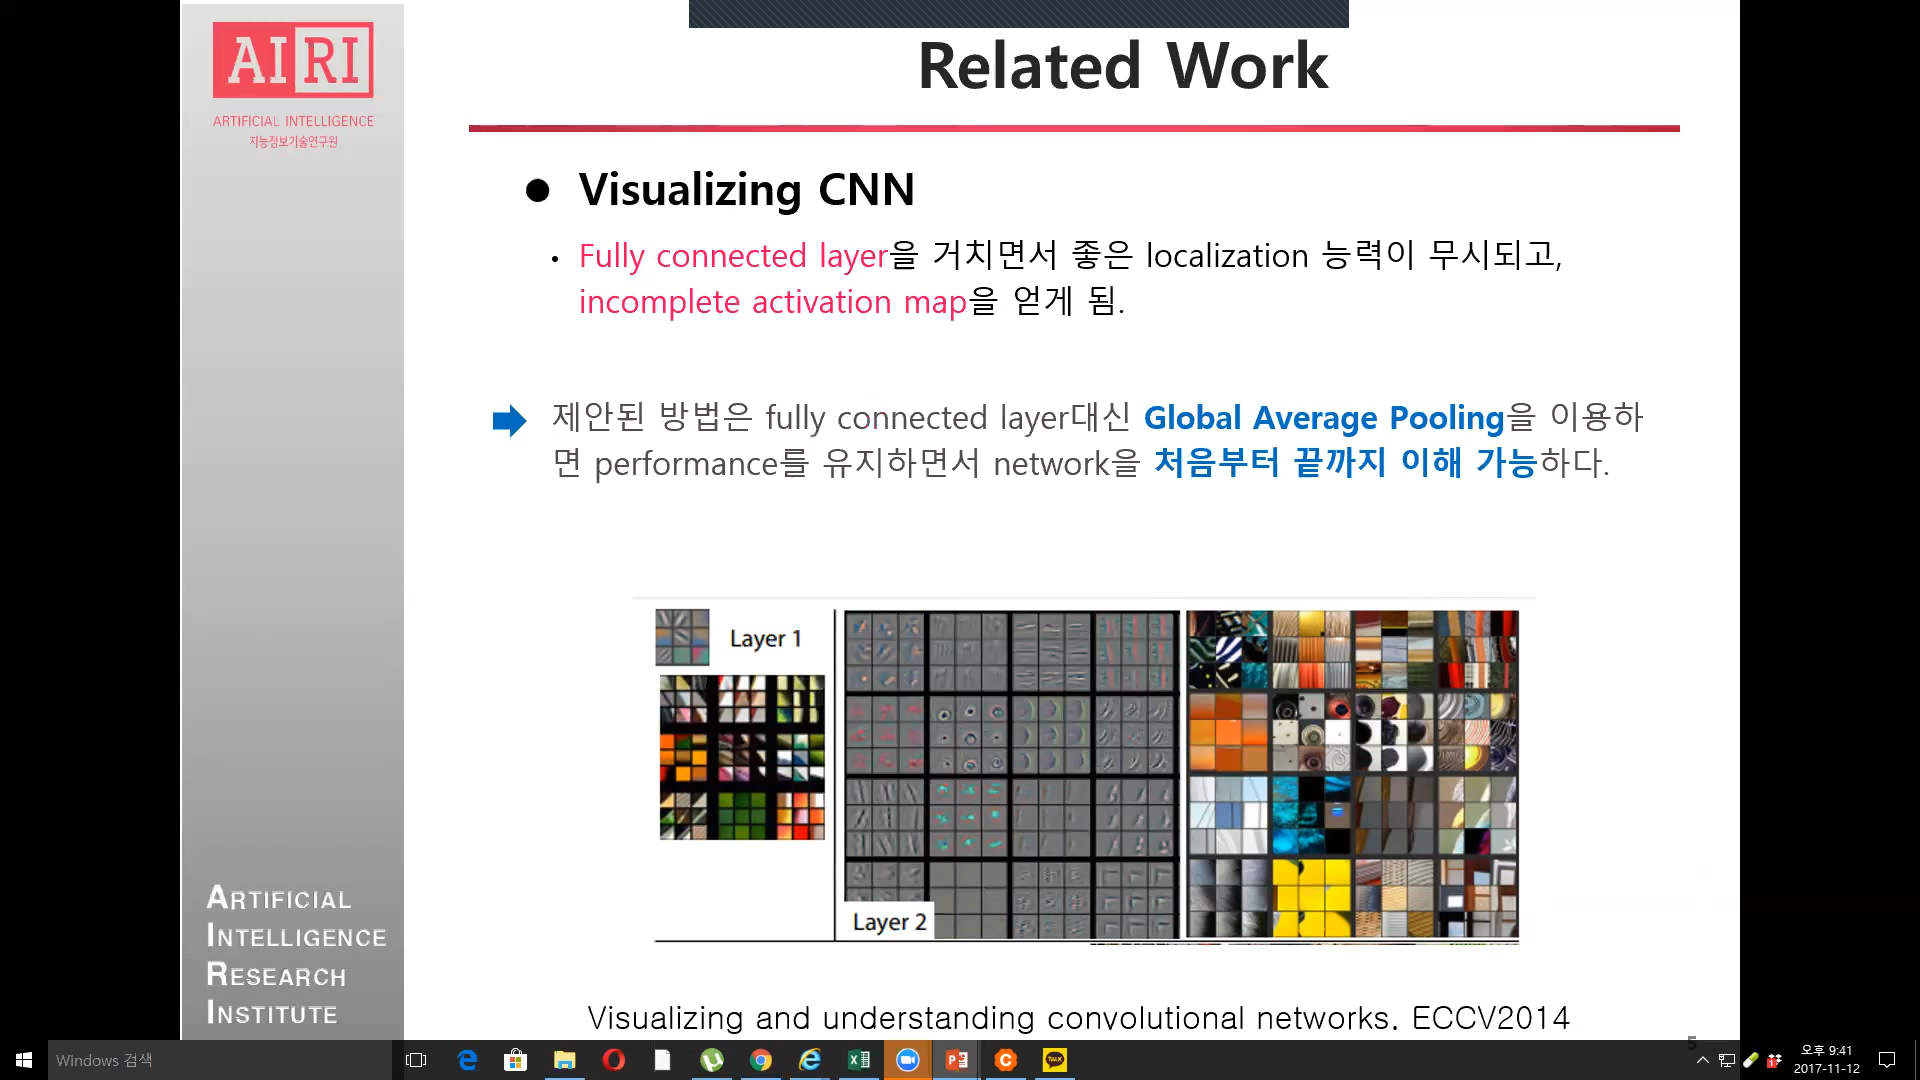 AIRI
ARTIFICIAL INTELLIGENCE
지능정보기술연구원
Related Work
● Visualizing CNN
• Fully connected layer을 거치면서 좋은 localization 능력이 무시되고,
incomplete activation map을 얻게 됨.
제안된 방법은 fully connected layer대신 Global Average Pooling을 이용하
면 performance를 유지하면서 network을 처음부터 끝까지 이해 가능하다.
Layer 1
Layer 2
Visualizing and understanding convolutional networks. ECCV2014
ARTIFICIAL
INTELLIGENCE
RESEARCH
INSTITUTE
5
Windows 검색
TALK
오후 9:41
2017-11-12